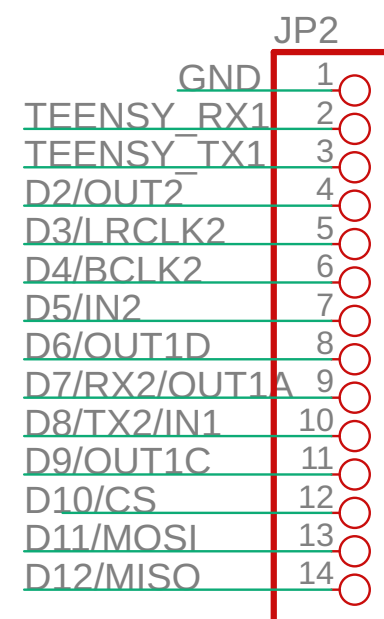 JP2
GND 1
TEENSY_RX1 2
TEENSY_TX1 3
D2/OUT2 4
D3/LRCLK2 5
D4/BCLK2 6
D5/IN2 7
D6/OUT1D 8
D7/RX2/OUT1A 9
D8/TX2/IN1 10
D9/OUT1C 11
D10/CS 12
D11/MOSI 13
D12/MISO 14